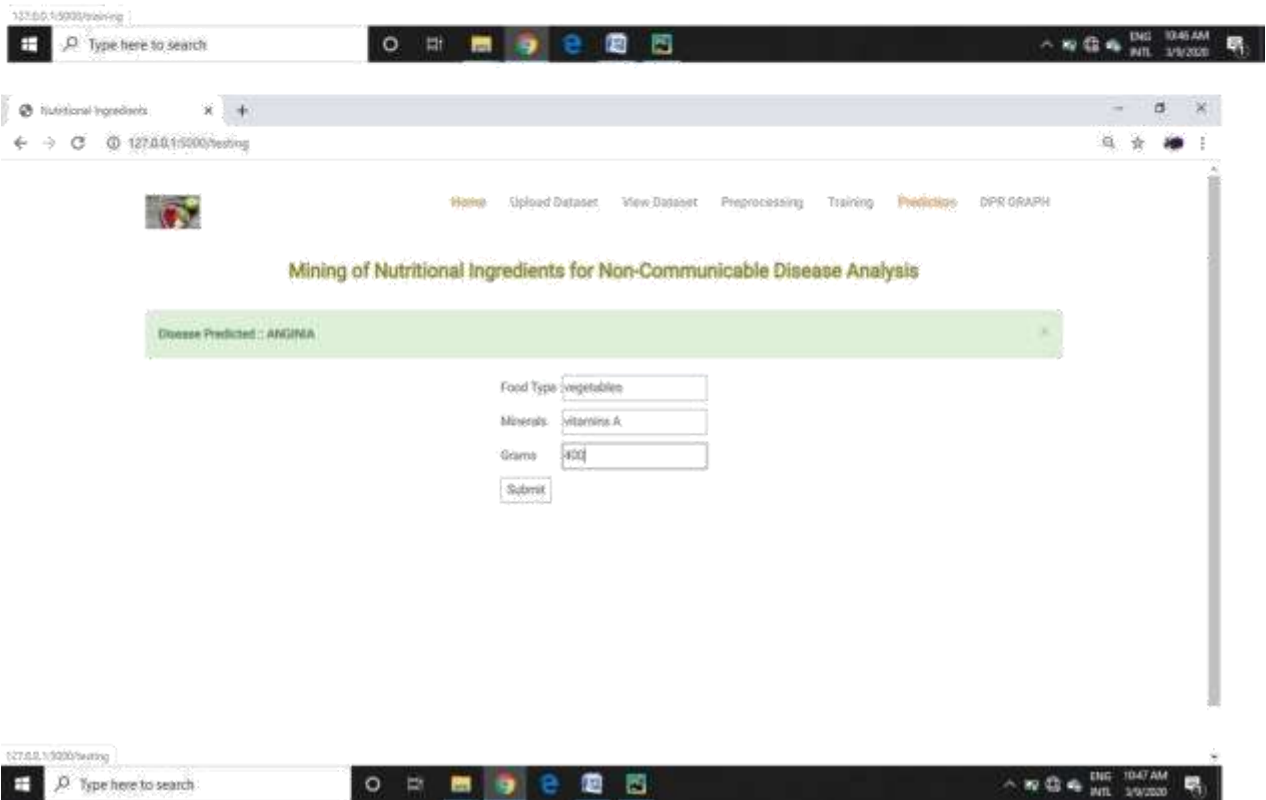 127.0.0.1:5000/training
Type here to search
ENG 10:46 AM
INTL 3/9/2020
Nutritional Ingredients
127.0.0.1:5000/testing
Home Upload Dataset View Dataset Preprocessing Training Prediction DPR GRAPH
Mining of Nutritional Ingredients for Non-Communicable Disease Analysis
Disease Predicted :: ANGINIA
Food Type vegetables
Minerals vitamins A
Grams 400
Submit
127.0.0.1:5000/testing
Type here to search
ENG 10:47 AM
INTL 3/9/2020